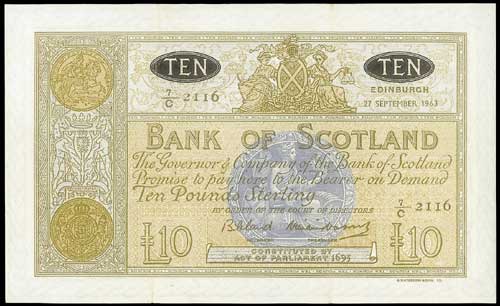 TEN
TEN
EDINBURGH
7/C 2116
27 SEPTEMBER 1963
BANK OF SCOTLAND
The Governor & Company of the Bank of Scotland
Promise to pay here to the Bearer on Demand
Ten Pounds Sterling
7/C 2116
BY ORDER OF THE COURT OF DIRECTORS
£10
£10
CONSTITUTED BY
ACT OF PARLIAMENT 1695